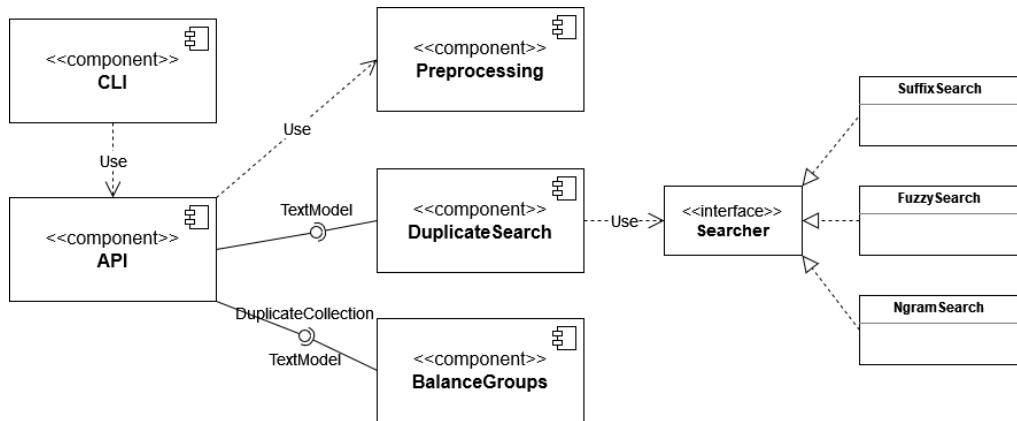 <<component>>
CLI
Use
<<component>>
API
<<component>>
Preprocessing
Use
TextModel
<<component>>
DuplicateSearch
DuplicateCollection
TextModel
<<component>>
BalanceGroups
Use
<<interface>>
Searcher
SuffixSearch
FuzzySearch
NgramSearch